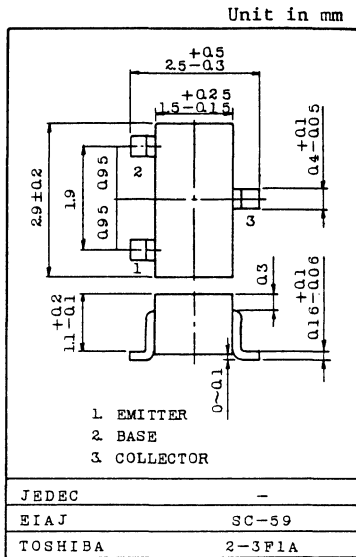 Unit in mm
+0.5
2.5-0.3
+0.25
1.5-0.15
2.9±0.2
1.9
0.95
0.95
2
1
3
+0.1
0.4-0.05
+0.2
1.1-0.1
0.3
+0.1
0.16-0.06
0~0.1
1. EMITTER
2. BASE
3. COLLECTOR
JEDEC -
EIAJ SC-59
TOSHIBA 2-3F1A